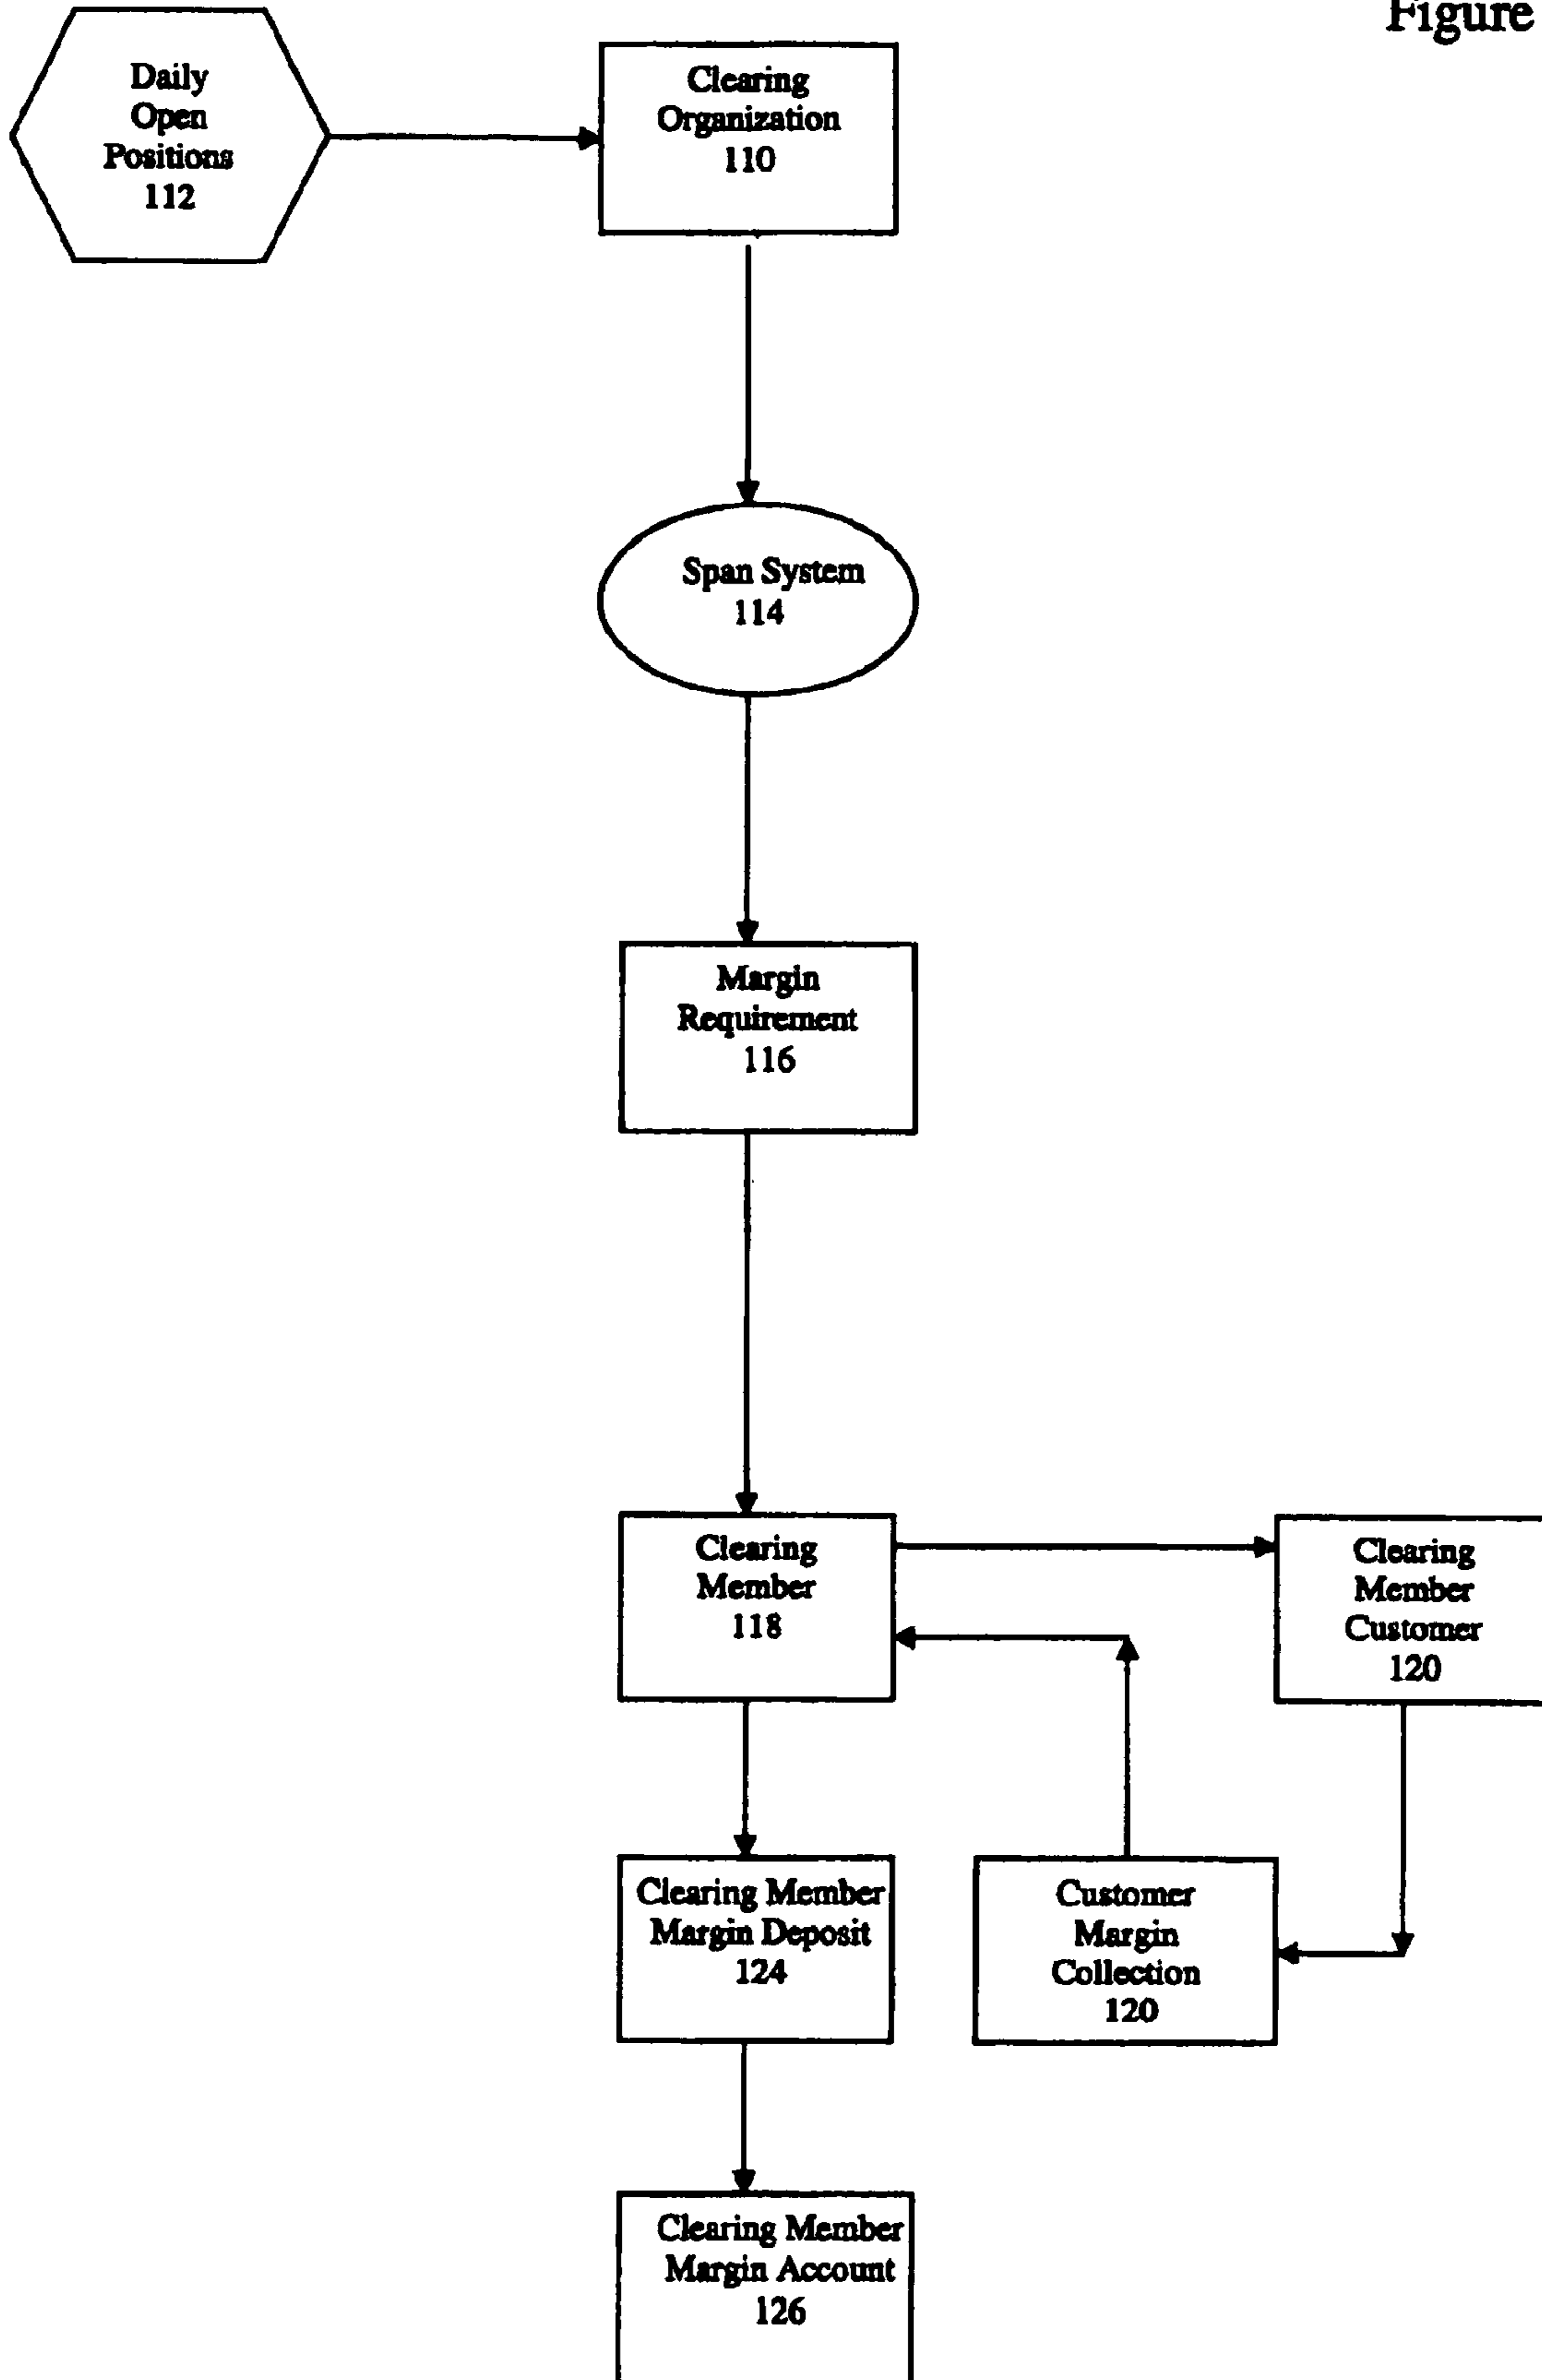 Figure
Daily
Open
Positions
112
Clearing
Organization
110
Span System
114
Margin
Requirement
116
Clearing
Member
118
Clearing
Member
Customer
120
Clearing Member
Margin Deposit
124
Customer
Margin
Collection
120
Clearing Member
Margin Account
126